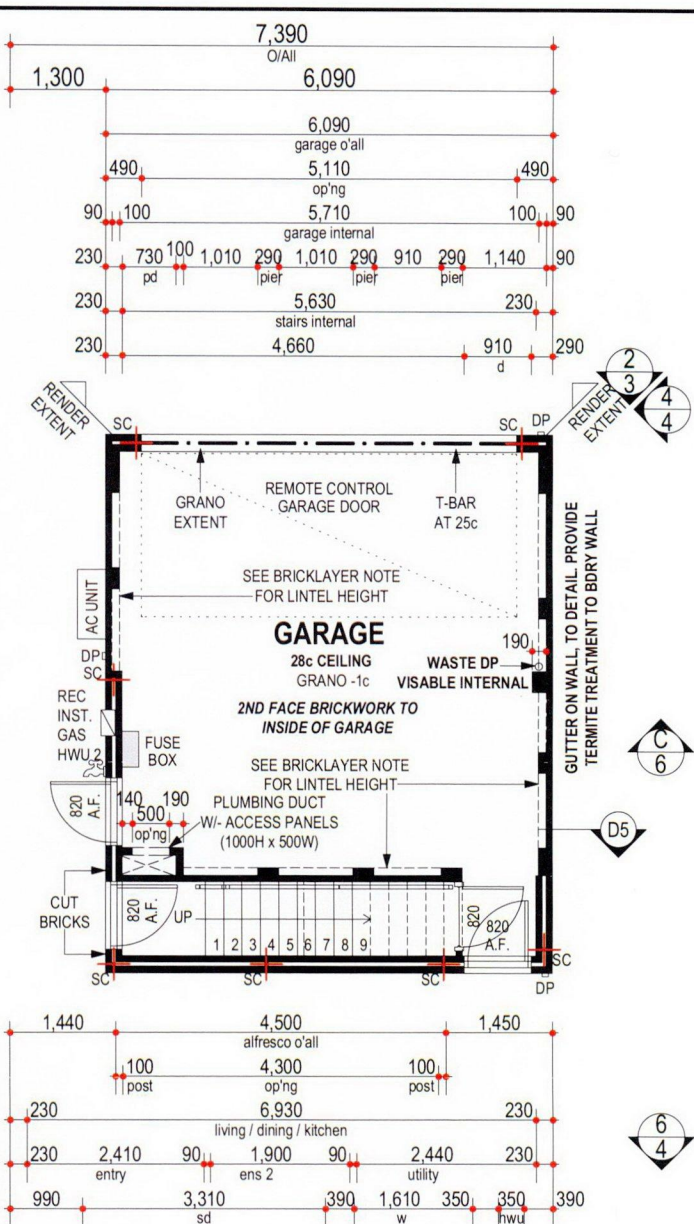 7,390
O/All
1,300 6,090
6,090
garage o'all
490 5,110 490
op'ng
90 100 5,710 100 90
garage internal
230 730 100 1,010 290 1,010 290 910 290 1,140 90
pd pier pier pier
230 5,630 230
stairs internal
230 4,660 910 290
d
2
3
4
4
RENDER
EXTENT
SC
SC
DP
RENDER
EXTENT
GRANO
EXTENT
REMOTE CONTROL
GARAGE DOOR
T-BAR
AT 25c
SEE BRICKLAYER NOTE
FOR LINTEL HEIGHT
AC UNIT
GARAGE
28c CEILING
GRANO -1c
190
WASTE DP
VISABLE INTERNAL
GUTTER ON WALL, TO DETAIL. PROVIDE
TERMITE TREATMENT TO BDRY WALL
DP
SC
2ND FACE BRICKWORK TO
INSIDE OF GARAGE
REC
INST.
GAS
HWU 2
FUSE
BOX
C
6
SEE BRICKLAYER NOTE
FOR LINTEL HEIGHT
PLUMBING DUCT
W/- ACCESS PANELS
(1000H x 500W)
140 190
500
op'ng
820
A.F.
D5
CUT
BRICKS
820
A.F.
UP
1 2 3 4 5 6 7 8 9
820
820
A.F.
SC
SC
SC
SC
DP
1,440 4,500 1,450
alfresco o'all
100 4,300 100
post op'ng post
230 6,930 230
living / dining / kitchen
230 2,410 90 1,900 90 2,440 230
entry ens 2 utility
6
4
990 3,310 390 1,610 350 350 390
sd w hwu